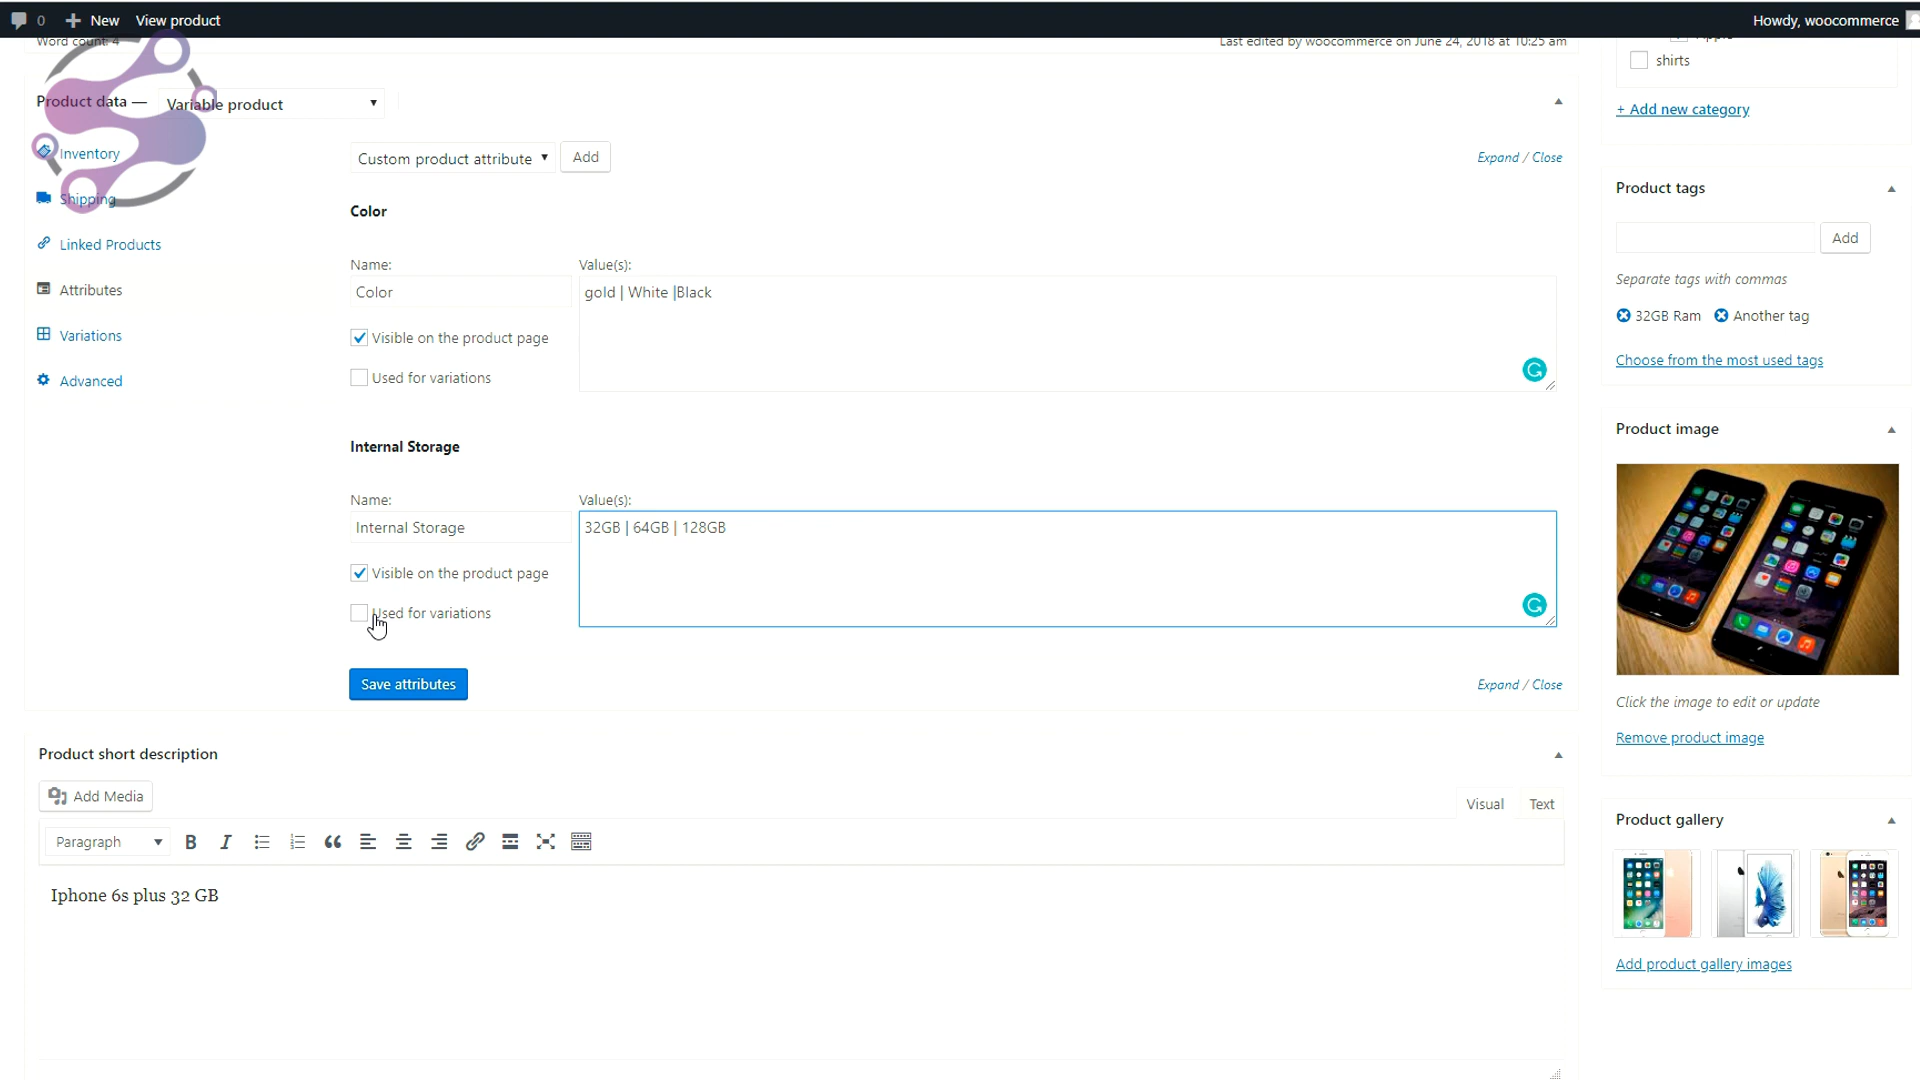 0 New View product Howdy, woocommerce
Word count: 4 Last edited by woocommerce on June 24, 2018 at 10:25 am
shirts
+ Add new category
Product data — Variable product
Inventory
Shipping
Linked Products
Attributes
Variations
Advanced
Custom product attribute Add Expand / Close
Color
Name: Value(s):
Color gold | White |Black
Visible on the product page
Used for variations
Internal Storage
Name: Value(s):
Internal Storage 32GB | 64GB | 128GB
Visible on the product page
Used for variations
Save attributes Expand / Close
Product short description
Add Media Visual Text
Paragraph
Iphone 6s plus 32 GB
Product tags
Add
Separate tags with commas
32GB Ram Another tag
Choose from the most used tags
Product image
Click the image to edit or update
Remove product image
Product gallery
Add product gallery images